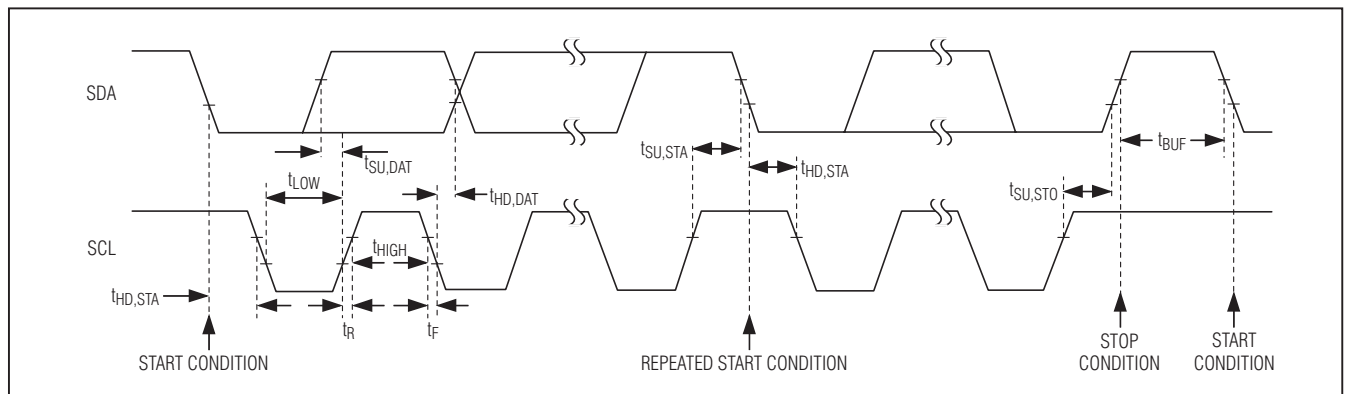 SDA
tSU,DAT
tLOW
tHD,DAT
tSU,STA
tHD,STA
tBUF
tSU,STO
SCL
tHIGH
tHD,STA
tR
tF
START CONDITION
REPEATED START CONDITION
STOP
CONDITION
START
CONDITION